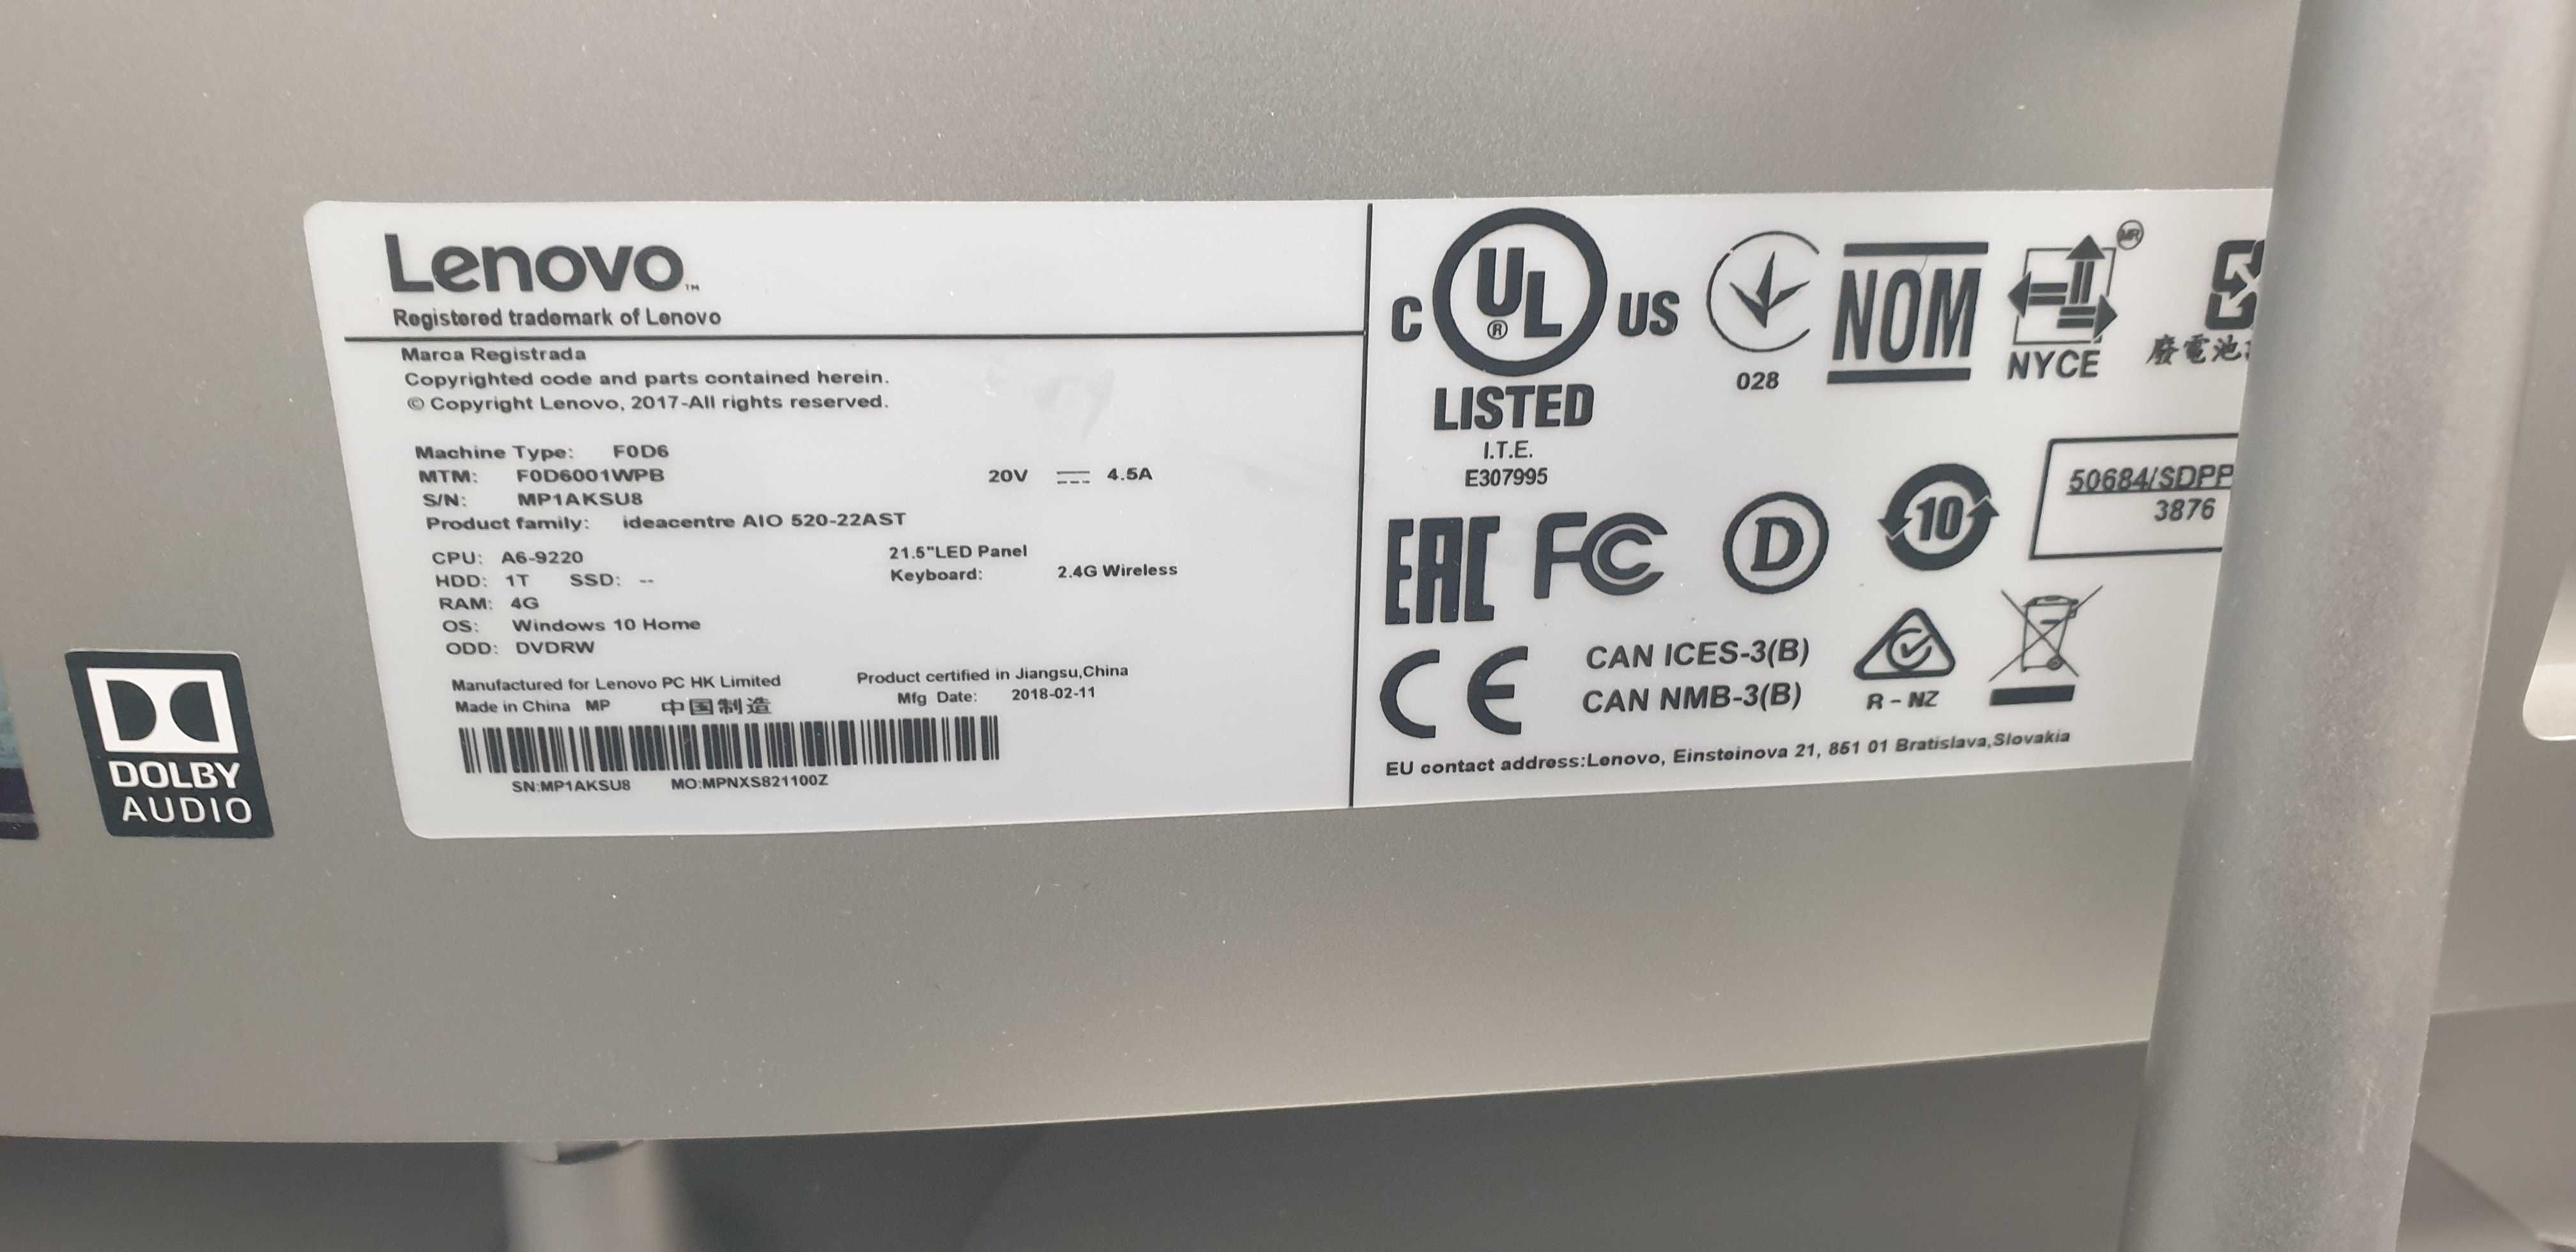 Lenovo™
Registered trademark of Lenovo
Marca Registrada
Copyrighted code and parts contained herein.
© Copyright Lenovo, 2017-All rights reserved.
Machine Type: F0D6
MTM: F0D6001WPB 20V 4.5A
S/N: MP1AKSU8
Product family: ideacentre AIO 520-22AST
CPU: A6-9220 21.5"LED Panel
HDD: 1T SSD: -- Keyboard: 2.4G Wireless
RAM: 4G
OS: Windows 10 Home
ODD: DVDRW
Manufactured for Lenovo PC HK Limited Product certified in Jiangsu,China
Made in China MP 中国制造 Mfg Date: 2018-02-11
SN:MP1AKSU8 MO:MPNXS821100Z
C UL® US
LISTED
I.T.E.
E307995
028
NOM
MR
NYCE
廢電池
EAC FC D 10
50684/SDPP
3876
CE
CAN ICES-3(B)
CAN NMB-3(B)
R-NZ
EU contact address:Lenovo, Einsteinova 21, 851 01 Bratislava,Slovakia
DOLBY
AUDIO